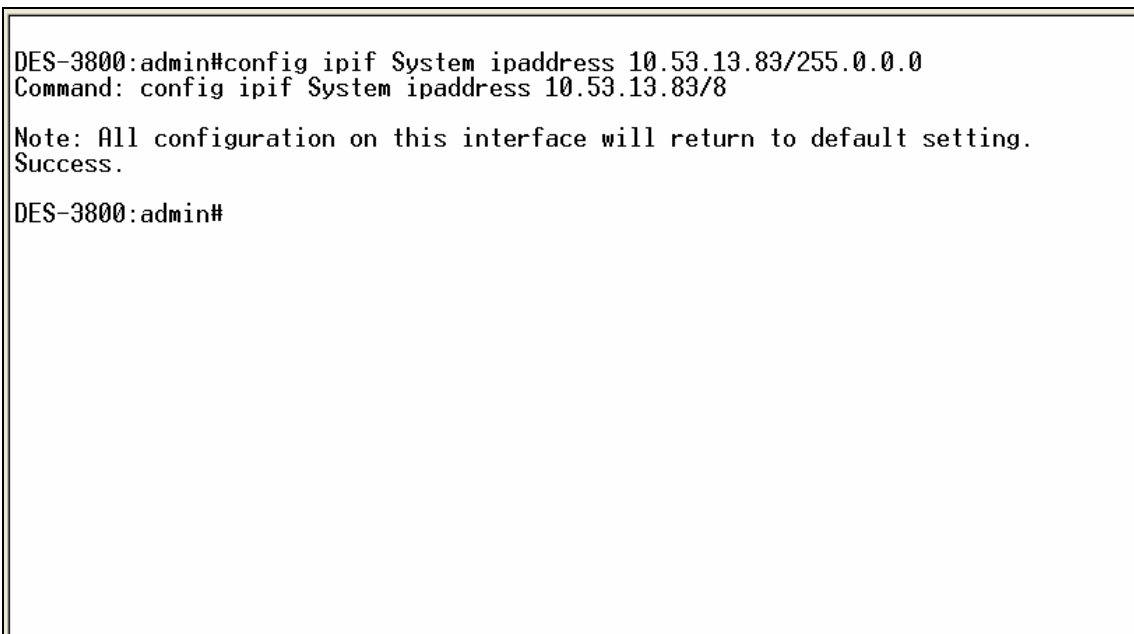 DES-3800:admin#config ipif System ipaddress 10.53.13.83/255.0.0.0
Command: config ipif System ipaddress 10.53.13.83/8
Note: All configuration on this interface will return to default setting.
Success.
DES-3800:admin#